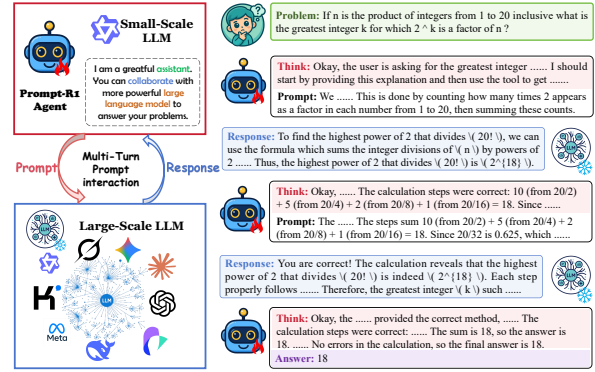 Small-Scale
LLM
I am a greatful assistant.
You can collaborate with
more powerful large
language model to
answer your problems.
Prompt-R1
Agent
Prompt
Multi-Turn
Prompt
interaction
Response
Large-Scale LLM
LLM
LLM
Meta
Problem: If n is the product of integers from 1 to 20 inclusive what is
the greatest integer k for which 2 ^ k is a factor of n ?
Think: Okay, the user is asking for the greatest integer ...... I should
start by providing this explanation and then use the tool to get ......
Prompt: We ...... This is done by counting how many times 2 appears
as a factor in each number from 1 to 20, then summing these counts.
Response: To find the highest power of 2 that divides \( 20! \), we can
use the formula which sums the integer divisions of \( n \) by powers of
2 ...... Thus, the highest power of 2 that divides \( 20! \) is \( 2^{18} \).
Think: Okay, ...... The calculation steps were correct: 10 (from 20/2)
+ 5 (from 20/4) + 2 (from 20/8) + 1 (from 20/16) = 18. Since ......
Prompt: The ...... The steps sum 10 (from 20/2) + 5 (from 20/4) + 2
(from 20/8) + 1 (from 20/16) = 18. Since 20/32 is 0.625, which ......
Response: You are correct! The calculation reveals that the highest
power of 2 that divides \( 20! \) is indeed \( 2^{18} \). Each step
properly follows ....... Therefore, the greatest integer \( k \) such ......
Think: Okay, the ...... provided the correct method, ...... The
calculation steps were correct: ...... The sum is 18, so the answer is
18. ...... No errors in the calculation, so the final answer is 18.
Answer: 18